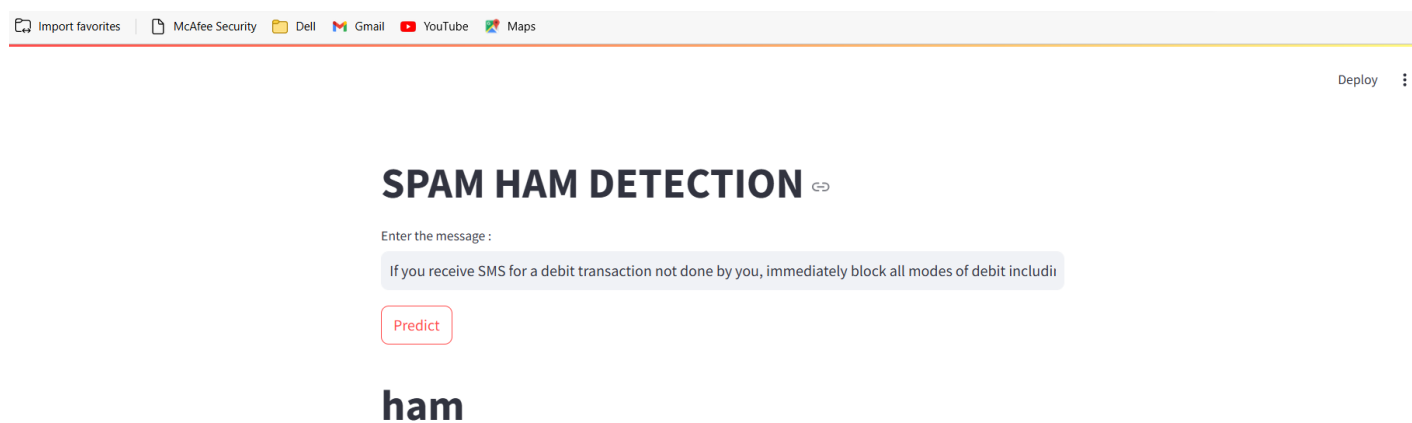 Import favorites McAfee Security Dell Gmail YouTube Maps
Deploy
SPAM HAM DETECTION
Enter the message :
If you receive SMS for a debit transaction not done by you, immediately block all modes of debit includin
Predict
ham